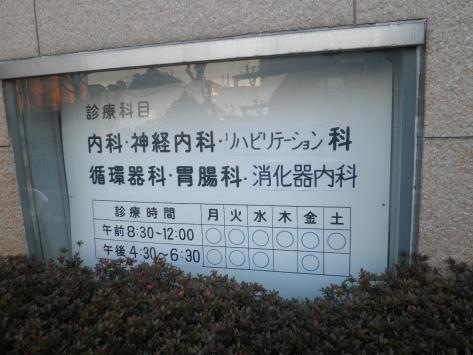 診療科目
内科・神経内科・リハビリテーション科
循環器科・胃腸科・消化器内科
診療時間 月 火 水 木 金 土
午前 8:30~12:00 ○ ○ ○ ○ ○ ○
午後 4:30~6:30 ○ ○ ○ ○ ○